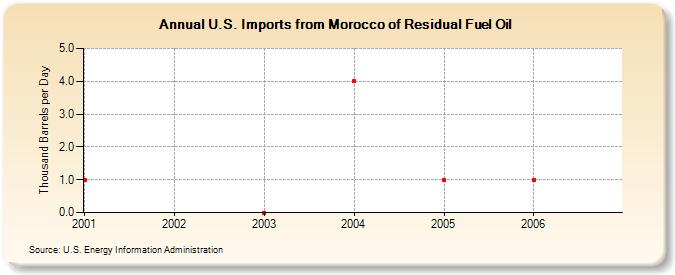 Annual U.S. Imports from Morocco of Residual Fuel Oil
Thousand Barrels per Day
5.0
4.0
3.0
2.0
1.0
0.0
2001 2002 2003 2004 2005 2006
Source: U.S. Energy Information Administration